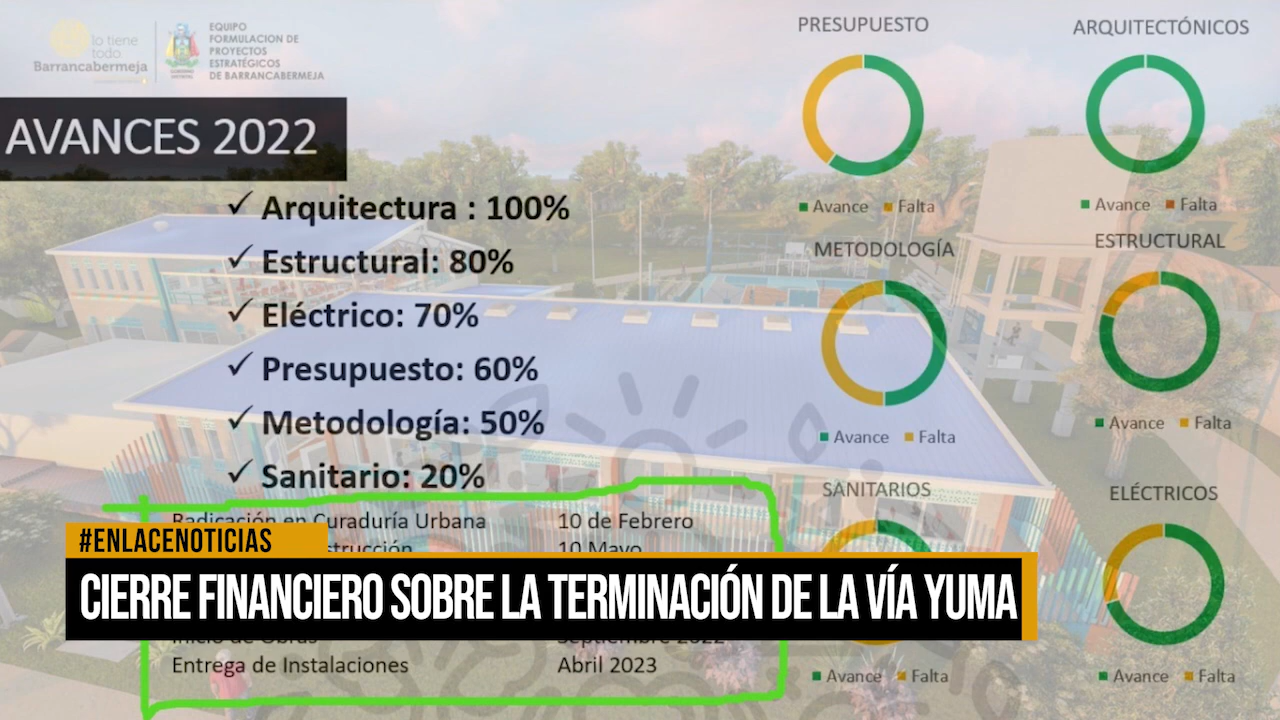 lo tiene
todo
Barrancabermeja
EQUIPO
FORMULACION DE
PROYECTOS
ESTRATÉGICOS
DE BARRANCABERMEJA
AVANCES 2022
✓ Arquitectura : 100%
✓ Estructural: 80%
✓ Eléctrico: 70%
✓ Presupuesto: 60%
✓ Metodología: 50%
✓ Sanitario: 20%
Radicación en Curaduría Urbana 10 de Febrero
10 Mayo
Inicio de Obras Septiembre 2022
Entrega de Instalaciones Abril 2023
PRESUPUESTO
Avance Falta
ARQUITECTÓNICOS
Avance Falta
METODOLOGÍA
Avance Falta
ESTRUCTURAL
Avance Falta
SANITARIOS
Avance Falta
ELÉCTRICOS
Avance Falta
#ENLACENOTICIAS
CIERRE FINANCIERO SOBRE LA TERMINACIÓN DE LA VÍA YUMA